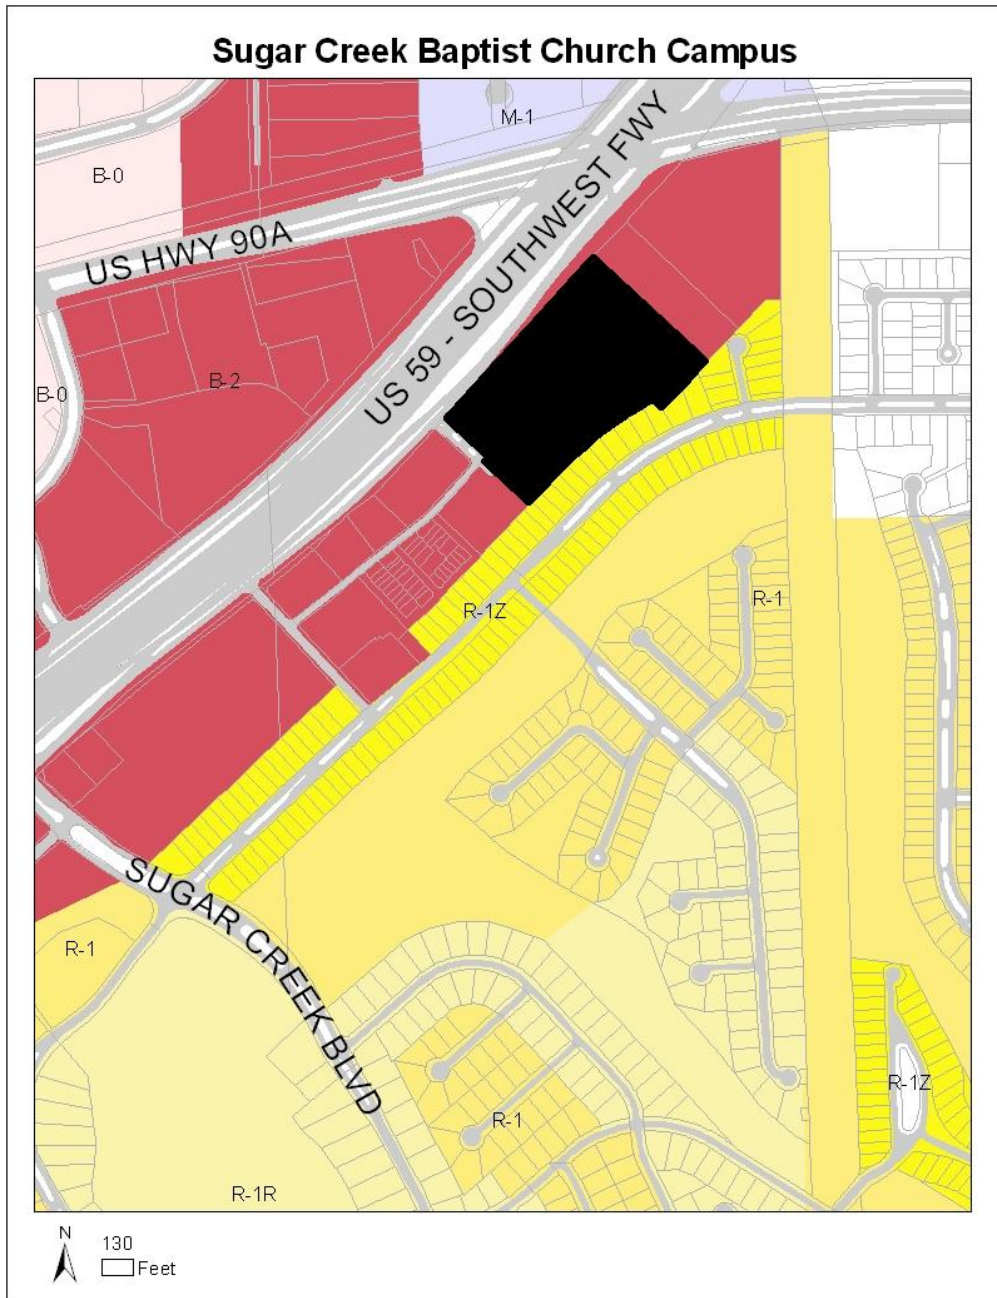 Sugar Creek Baptist Church Campus
M-1
B-0
US HWY 90A
US 59 - SOUTHWEST FWY
B-0
B-2
R-1Z
R-1
SUGAR CREEK BLVD
R-1
R-1Z
R-1
R-1R
N
130
Feet